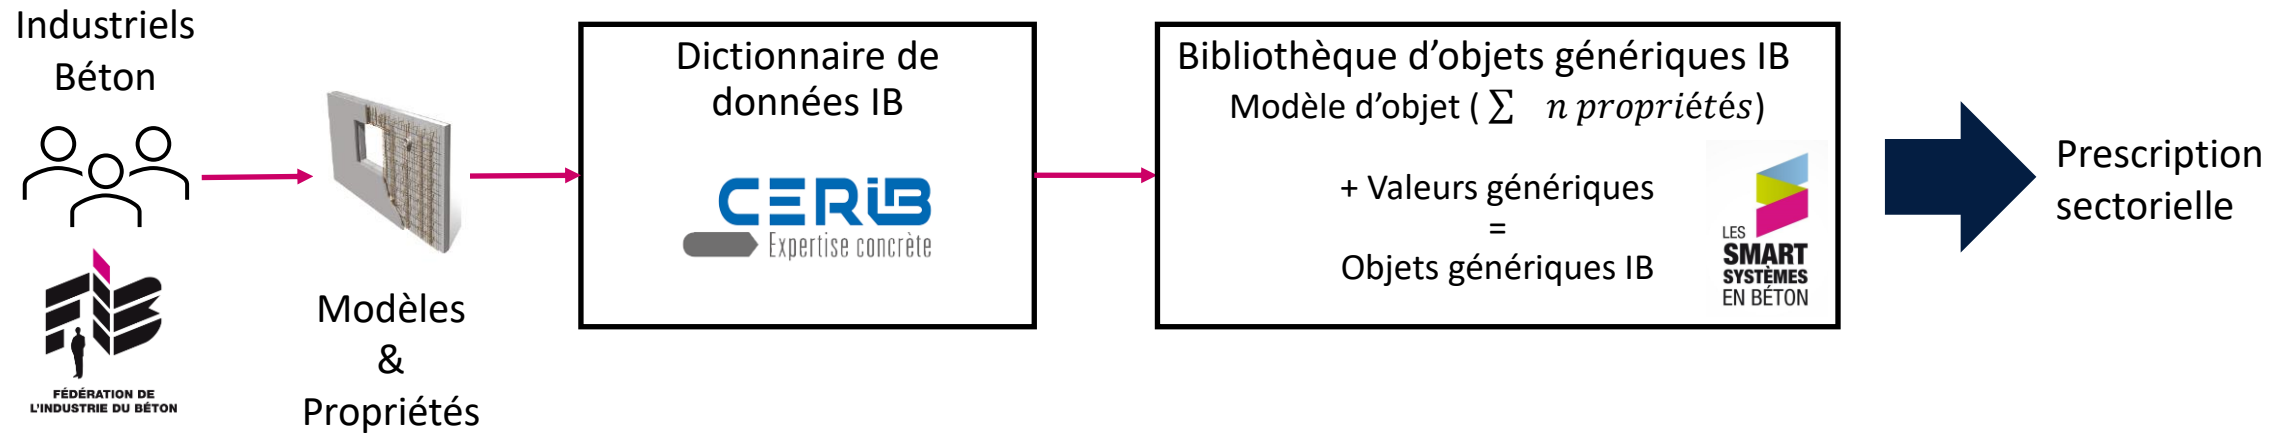 Industriels
Béton
FIB
FÉDÉRATION DE
L'INDUSTRIE DU BÉTON
Modèles
&
Propriétés
Dictionnaire de
données IB
CERIB
Expertise concrète
Bibliothèque d’objets génériques IB
Modèle d’objet ( ∑ n propriétés)
+ Valeurs génériques
=
Objets génériques IB
LES
SMART
SYSTÈMES
EN BÉTON
Prescription
sectorielle